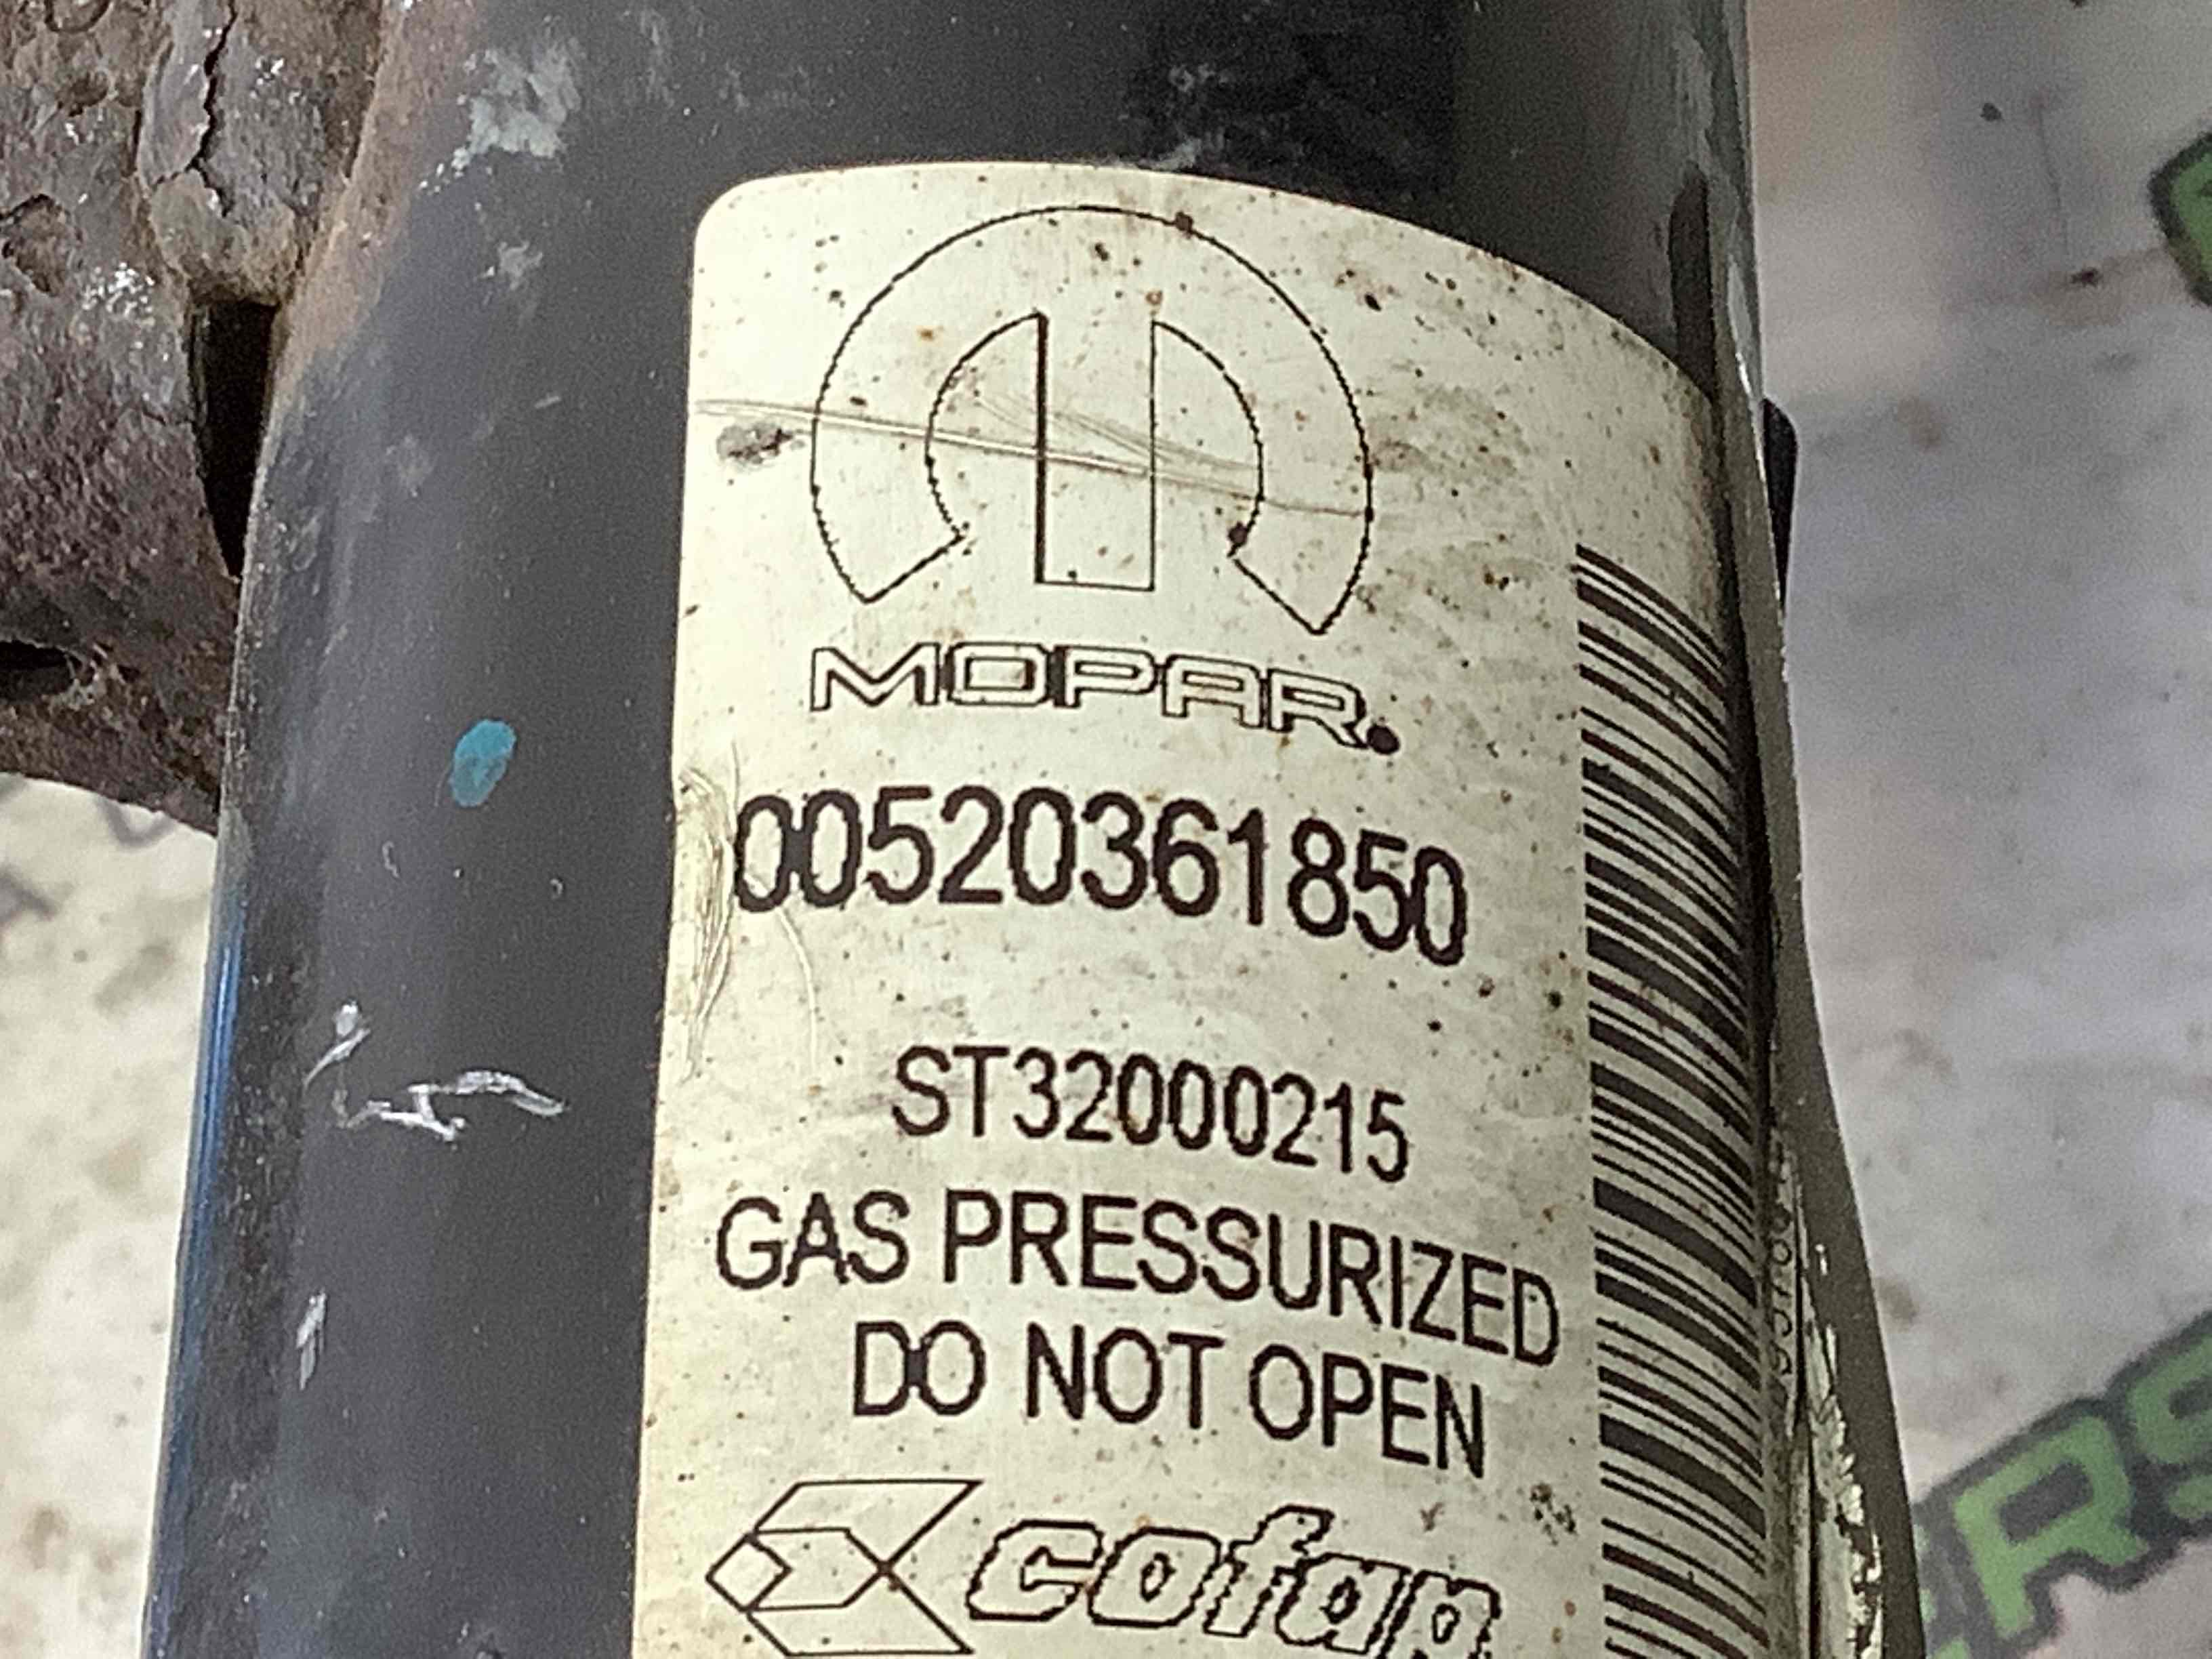 MOPAR.
00520361850
ST32000215
GAS PRESSURIZED
DO NOT OPEN
cofap